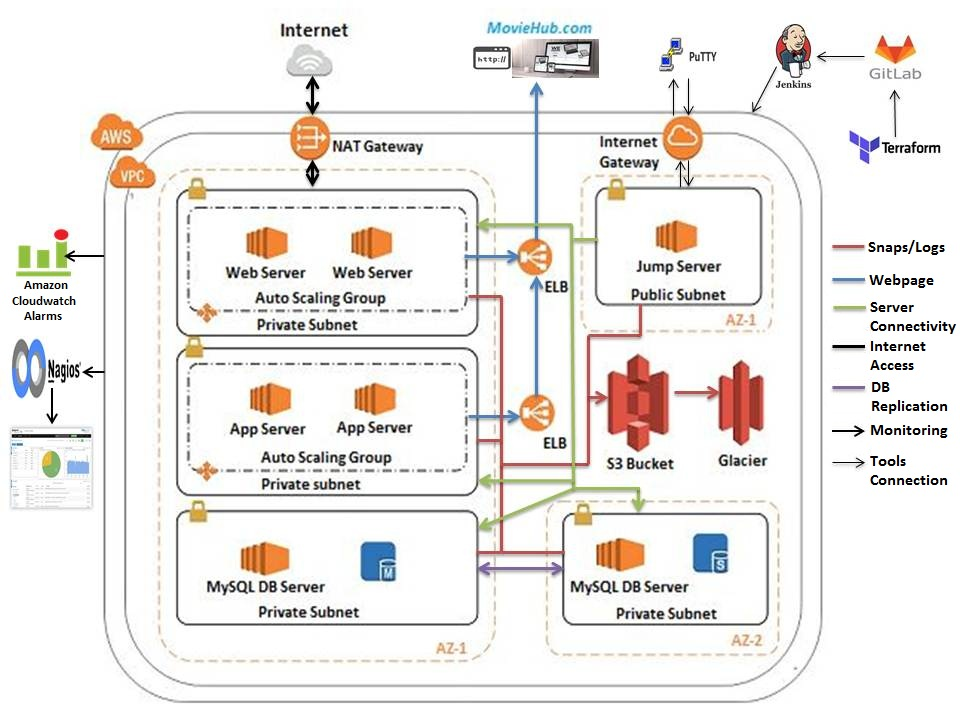 Internet
MovieHub.com
http://
PuTTY
Jenkins
GitLab
Terraform
AWS
VPC
NAT Gateway
Internet
Gateway
Web Server
Web Server
Auto Scaling Group
Private Subnet
ELB
Jump Server
Public Subnet
AZ-1
Amazon
Cloudwatch
Alarms
Nagios
App Server
App Server
Auto Scaling Group
Private subnet
ELB
S3 Bucket
Glacier
MySQL DB Server
M
Private Subnet
AZ-1
MySQL DB Server
S
Private Subnet
AZ-2
Snaps/Logs
Webpage
Server
Connectivity
Internet
Access
DB
Replication
Monitoring
Tools
Connection